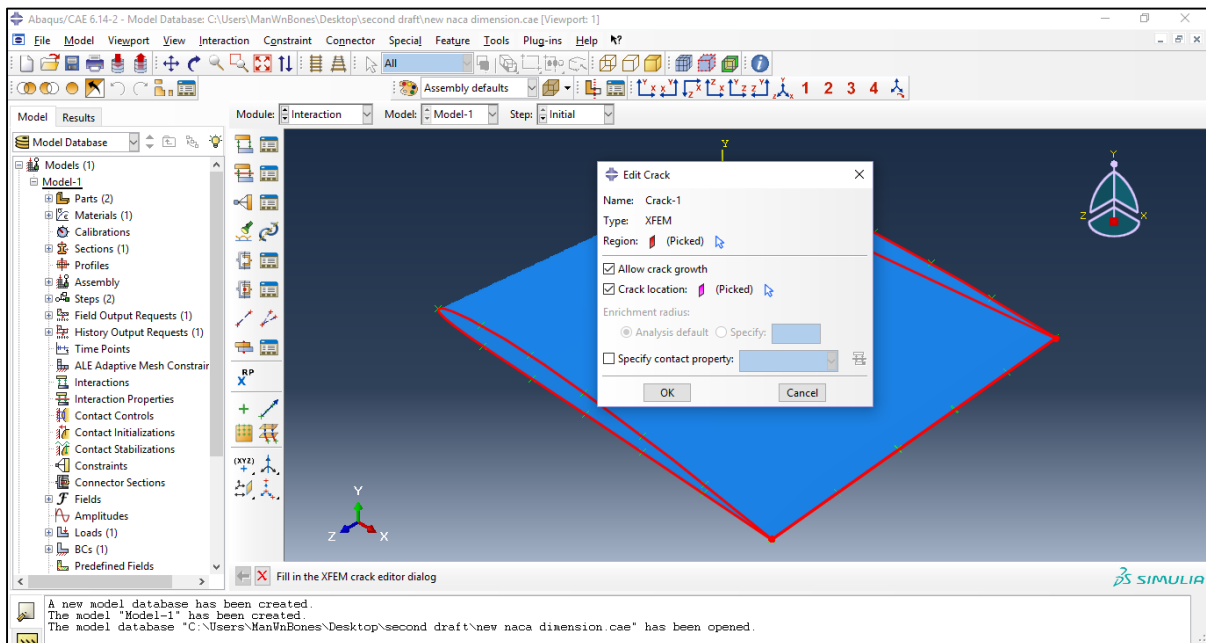 Abaqus/CAE 6.14-2 - Model Database: C:\Users\ManWnBones\Desktop\second draft\new naca dimension.cae [Viewport: 1]
File Model Viewport View Interaction Constraint Connector Special Feature Tools Plug-ins Help
All
Assembly defaults
1 2 3 4
Model Results
Module: Interaction Model: Model-1 Step: Initial
Model Database
Models (1)
Model-1
Parts (2)
Materials (1)
Calibrations
Sections (1)
Profiles
Assembly
Steps (2)
Field Output Requests (1)
History Output Requests (1)
Time Points
ALE Adaptive Mesh Constrair
Interactions
Interaction Properties
Contact Controls
Contact Initializations
Contact Stabilizations
Constraints
Connector Sections
Fields
Amplitudes
Loads (1)
BCs (1)
Predefined Fields
RP
(XYZ)
Y
Edit Crack
Name: Crack-1
Type: XFEM
Region: (Picked)
Allow crack growth
Crack location: (Picked)
Enrichment radius:
Analysis default Specify:
Specify contact property:
OK Cancel
Y
Z X
Y
Z X
Fill in the XFEM crack editor dialog
SIMULIA
A new model database has been created.
The model "Model-1" has been created.
The model database "C:\Users\ManWnBones\Desktop\second draft\new naca dimension.cae" has been opened.